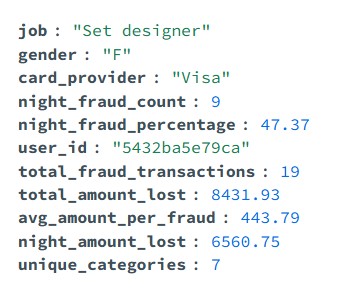 job : "Set designer"
gender : "F"
card_provider : "Visa"
night_fraud_count : 9
night_fraud_percentage : 47.37
user_id : "5432ba5e79ca"
total_fraud_transactions : 19
total_amount_lost : 8431.93
avg_amount_per_fraud : 443.79
night_amount_lost : 6560.75
unique_categories : 7